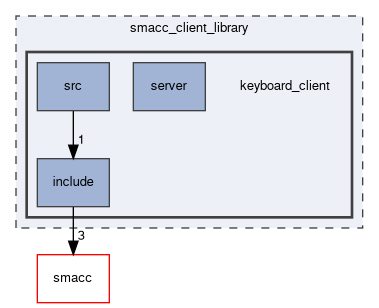 smacc_client_library
src
server
keyboard_client
1
include
3
smacc